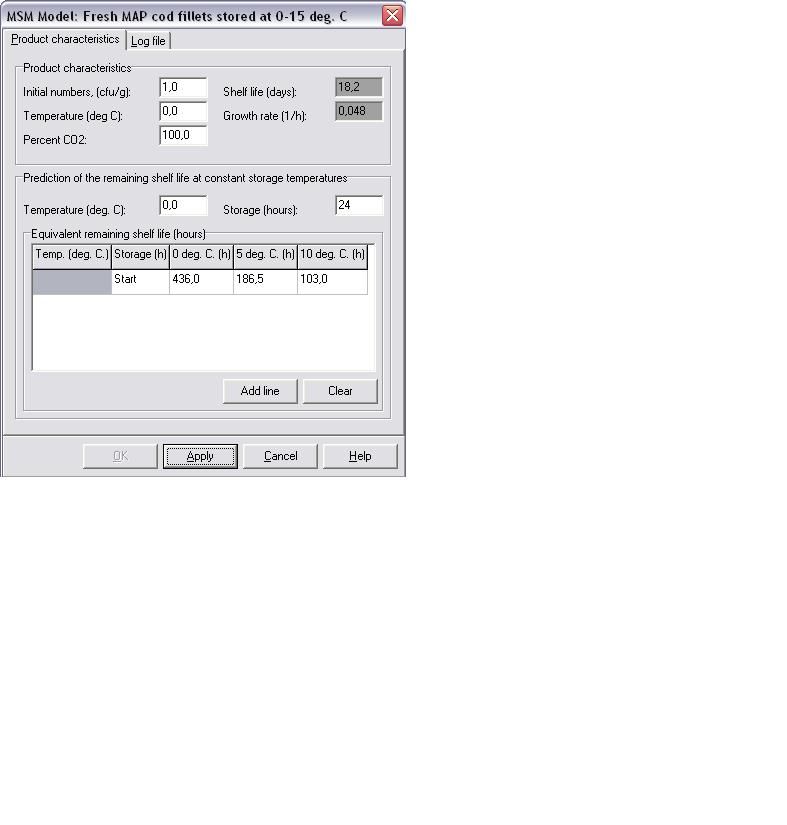 MSM Model: Fresh MAP cod fillets stored at 0-15 deg. C
Product characteristics Log file
Product characteristics
Initial numbers, (cfu/g): 1,0 Shelf life (days): 18,2
Temperature (deg C): 0,0 Growth rate (1/h): 0,048
Percent CO2: 100,0
Prediction of the remaining shelf life at constant storage temperatures
Temperature (deg. C): 0,0 Storage (hours): 24
Equivalent remaining shelf life (hours)
Temp. (deg. C.) Storage (h) 0 deg. C. (h) 5 deg. C. (h) 10 deg. C. (h)
Start 436,0 186,5 103,0
Add line Clear
OK Apply Cancel Help